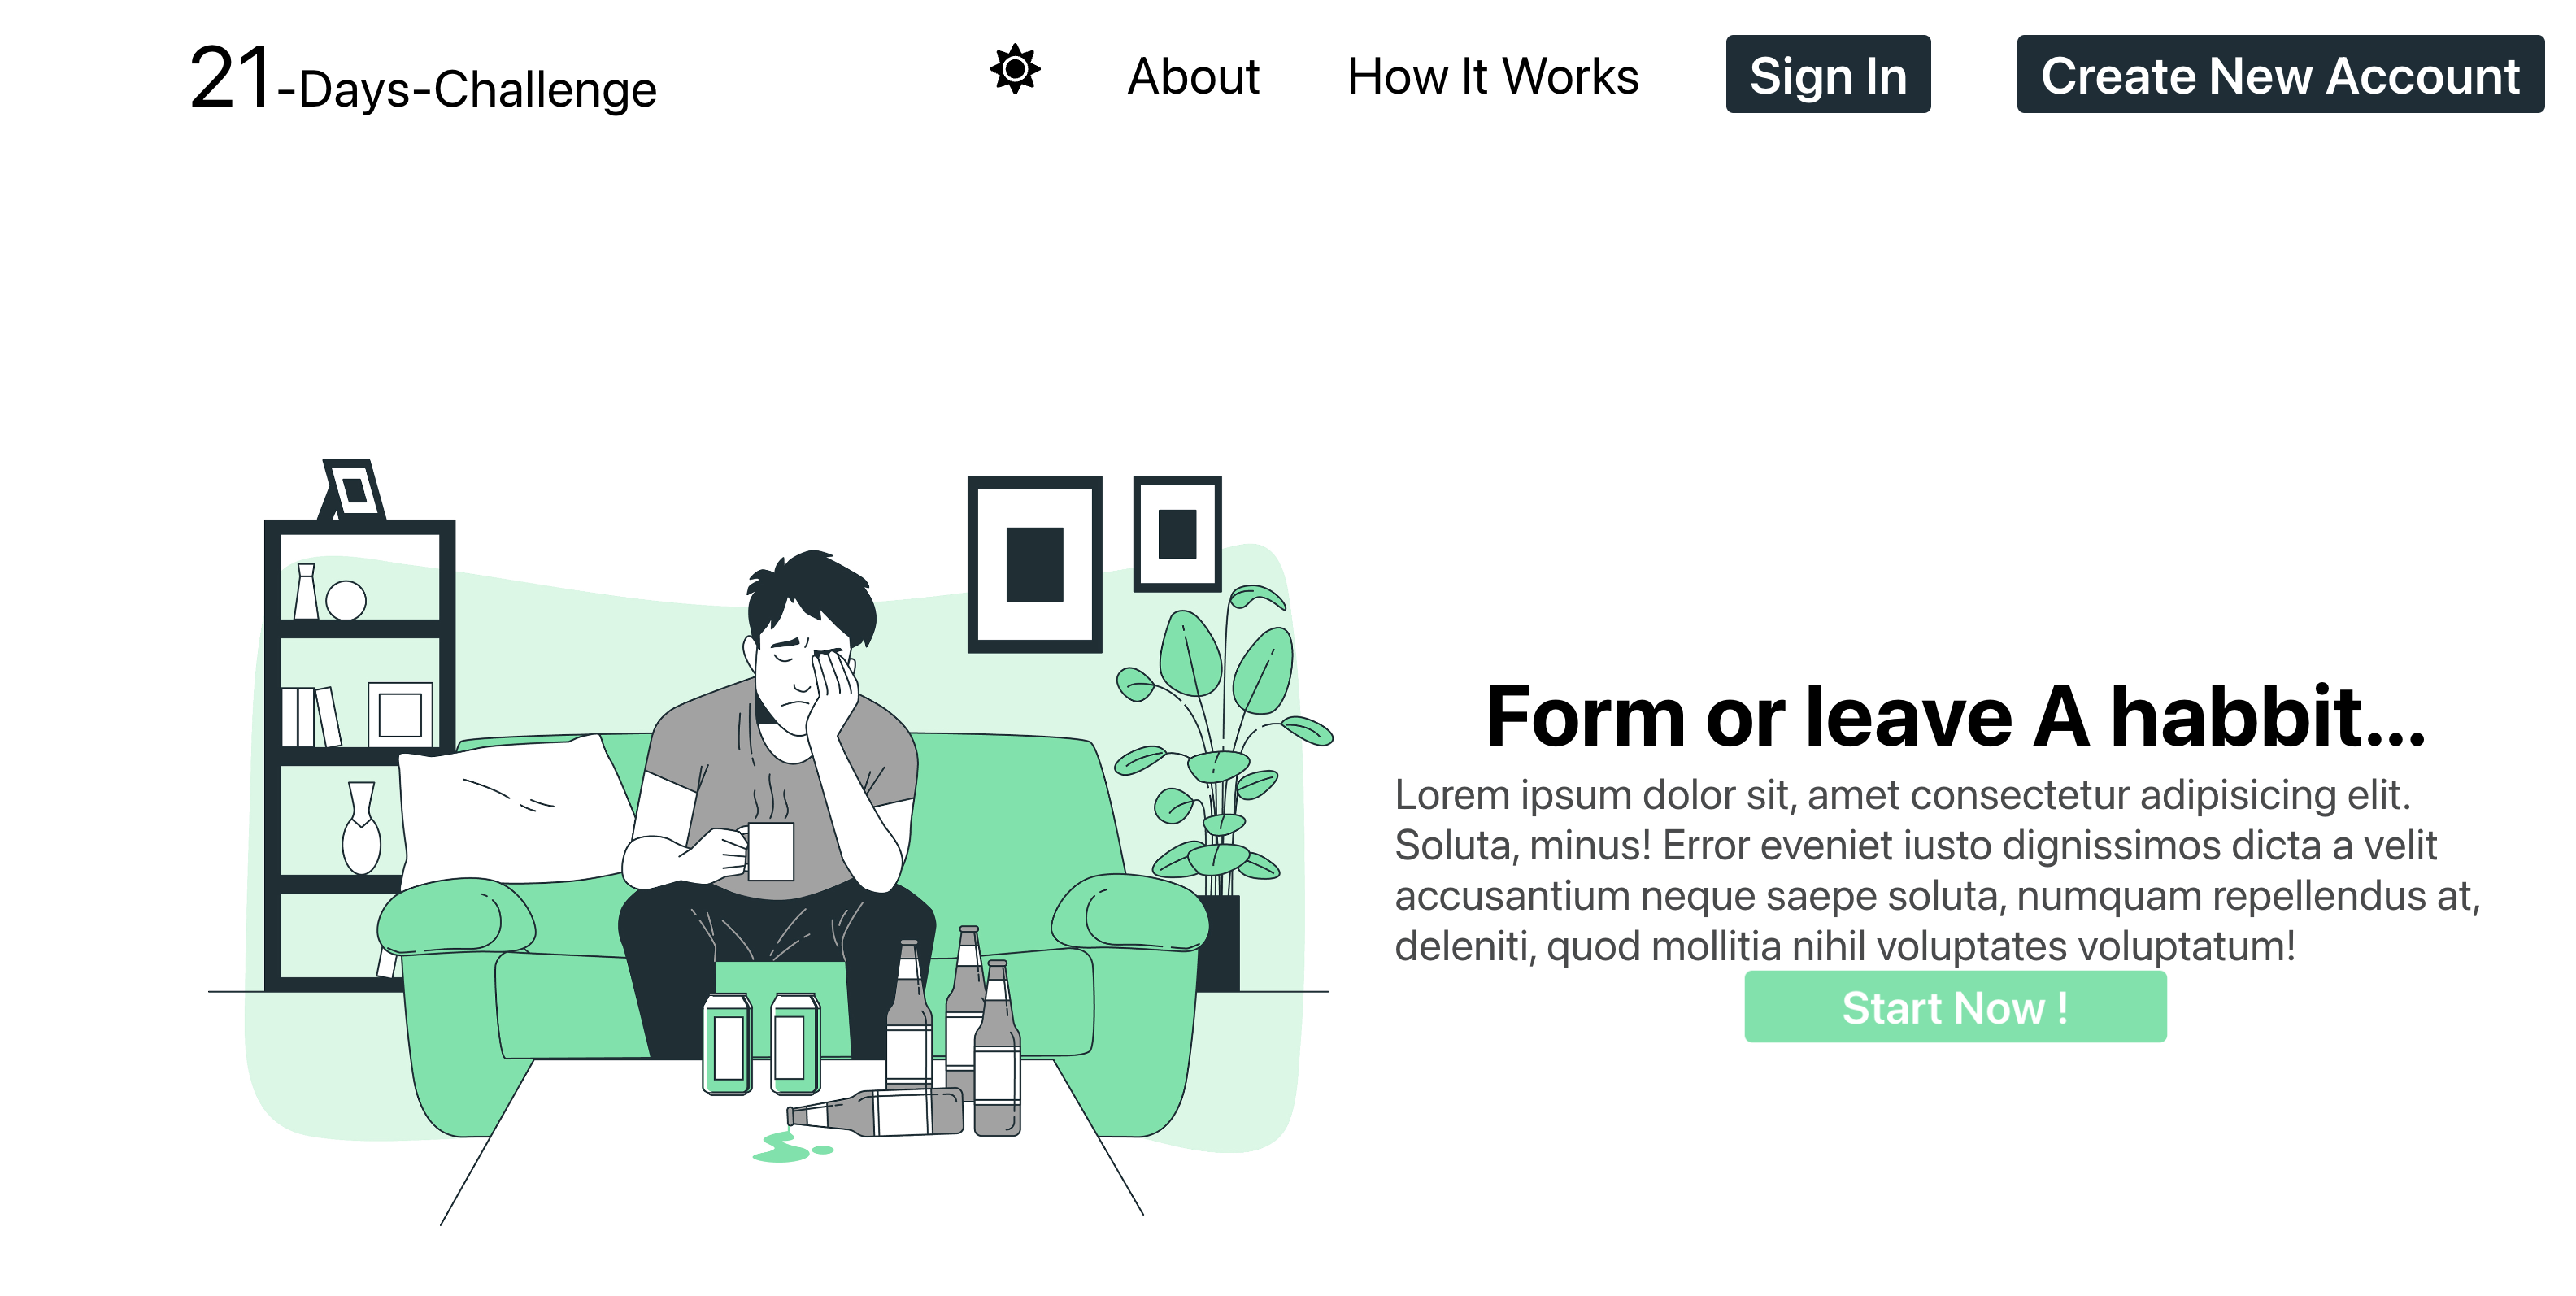 21-Days-Challenge
About
How It Works
Sign In
Create New Account
Form or leave A habbit...
Lorem ipsum dolor sit, amet consectetur adipisicing elit.
Soluta, minus! Error eveniet iusto dignissimos dicta a velit
accusantium neque saepe soluta, numquam repellendus at,
deleniti, quod mollitia nihil voluptates voluptatum!
Start Now !